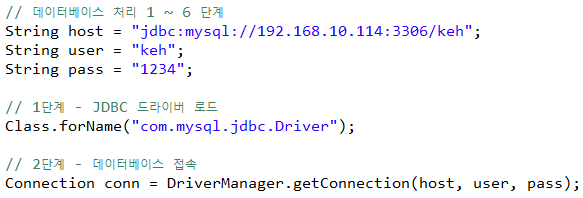 // 데이터베이스 처리 1 ~ 6 단계
String host = "jdbc:mysql://192.168.10.114:3306/keh";
String user = "keh";
String pass = "1234";
// 1단계 - JDBC 드라이버 로드
Class.forName("com.mysql.jdbc.Driver");
// 2단계 - 데이터베이스 접속
Connection conn = DriverManager.getConnection(host, user, pass);